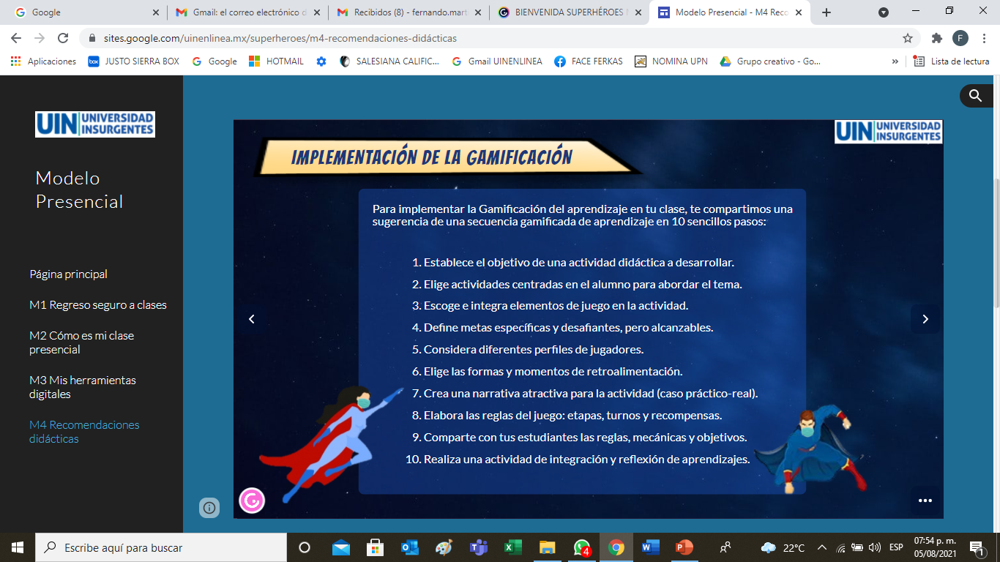 Google
Gmail: el correo electrónico d
Recibidos (8) - fernando.mart
BIENVENIDA SUPERHÉROES
Modelo Presencial - M4 Reco
sites.google.com/uinenlinea.mx/superheroes/m4-recomendaciones-didácticas
F
Aplicaciones
JUSTO SIERRA BOX
Google
HOTMAIL
SALESIANA CALIFIC...
Gmail UINENLINEA
FACE FERKAS
NOMINA UPN
Grupo creativo - Go...
»
Lista de lectura
UIN UNIVERSIDAD
INSURGENTES
Modelo
Presencial
Página principal
M1 Regreso seguro a clases
M2 Cómo es mi clase
presencial
M3 Mis herramientas
digitales
M4 Recomendaciones
didácticas
UIN UNIVERSIDAD
INSURGENTES
IMPLEMENTACIÓN DE LA GAMIFICACIÓN
Para implementar la Gamificación del aprendizaje en tu clase, te compartimos una
sugerencia de una secuencia gamificada de aprendizaje en 10 sencillos pasos:
1. Establece el objetivo de una actividad didáctica a desarrollar.
2. Elige actividades centradas en el alumno para abordar el tema.
3. Escoge e integra elementos de juego en la actividad.
4. Define metas específicas y desafiantes, pero alcanzables.
5. Considera diferentes perfiles de jugadores.
6. Elige las formas y momentos de retroalimentación.
7. Crea una narrativa atractiva para la actividad (caso práctico-real).
8. Elabora las reglas del juego: etapas, turnos y recompensas.
9. Comparte con tus estudiantes las reglas, mecánicas y objetivos.
10. Realiza una actividad de integración y reflexión de aprendizajes.
Escribe aquí para buscar
4
22°C
ESP
07:54 p. m.
05/08/2021
1